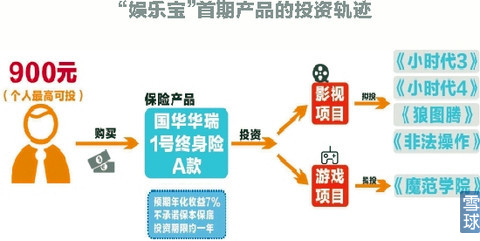 “娱乐宝”首期产品的投资轨迹
900元
（个人最高可投）
购买
保险产品
国华华瑞
1号终身险
A款
预期年化收益7%
不承诺保本保底
投资期限约一年
投资
影视
项目
拟投
《小时代3》
《小时代4》
《狼图腾》
《非法操作》
游戏
项目
拟投
《魔范学院》
雪球